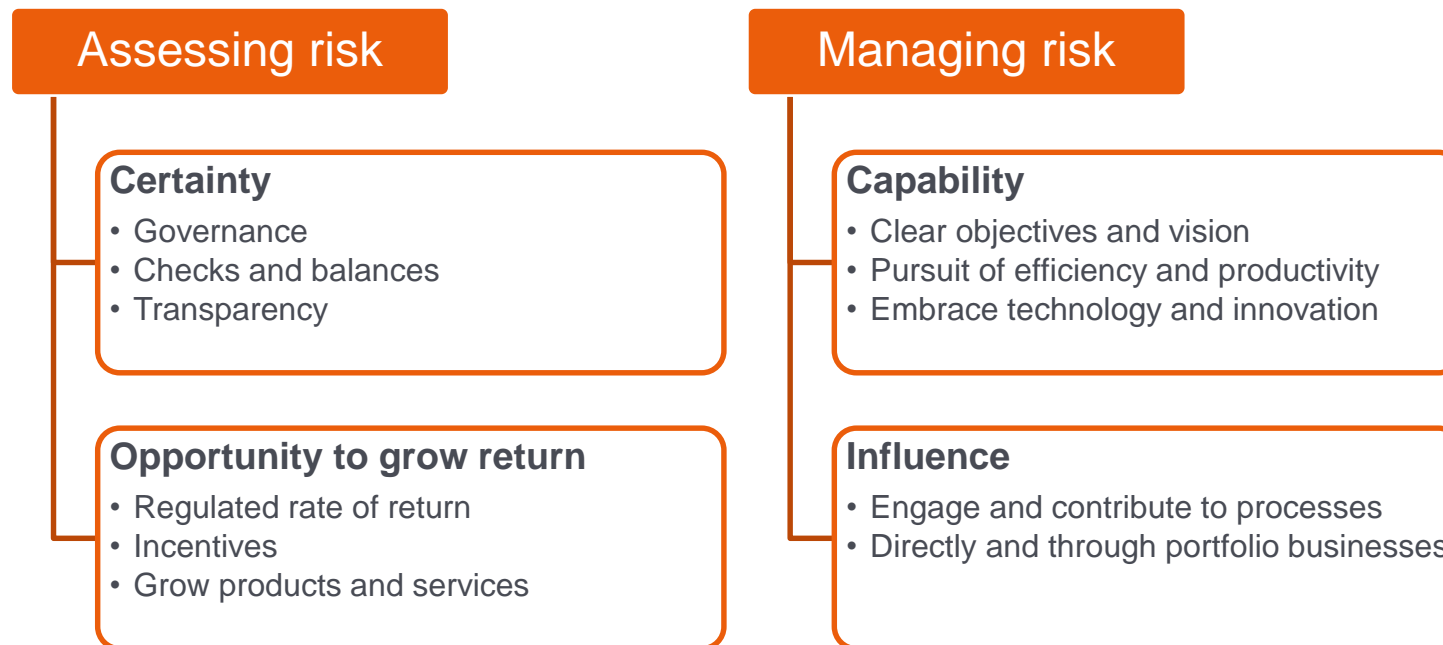 Assessing risk
Certainty
• Governance
• Checks and balances
• Transparency
Opportunity to grow return
• Regulated rate of return
• Incentives
• Grow products and services
Managing risk
Capability
• Clear objectives and vision
• Pursuit of efficiency and productivity
• Embrace technology and innovation
Influence
• Engage and contribute to processes
• Directly and through portfolio businesses